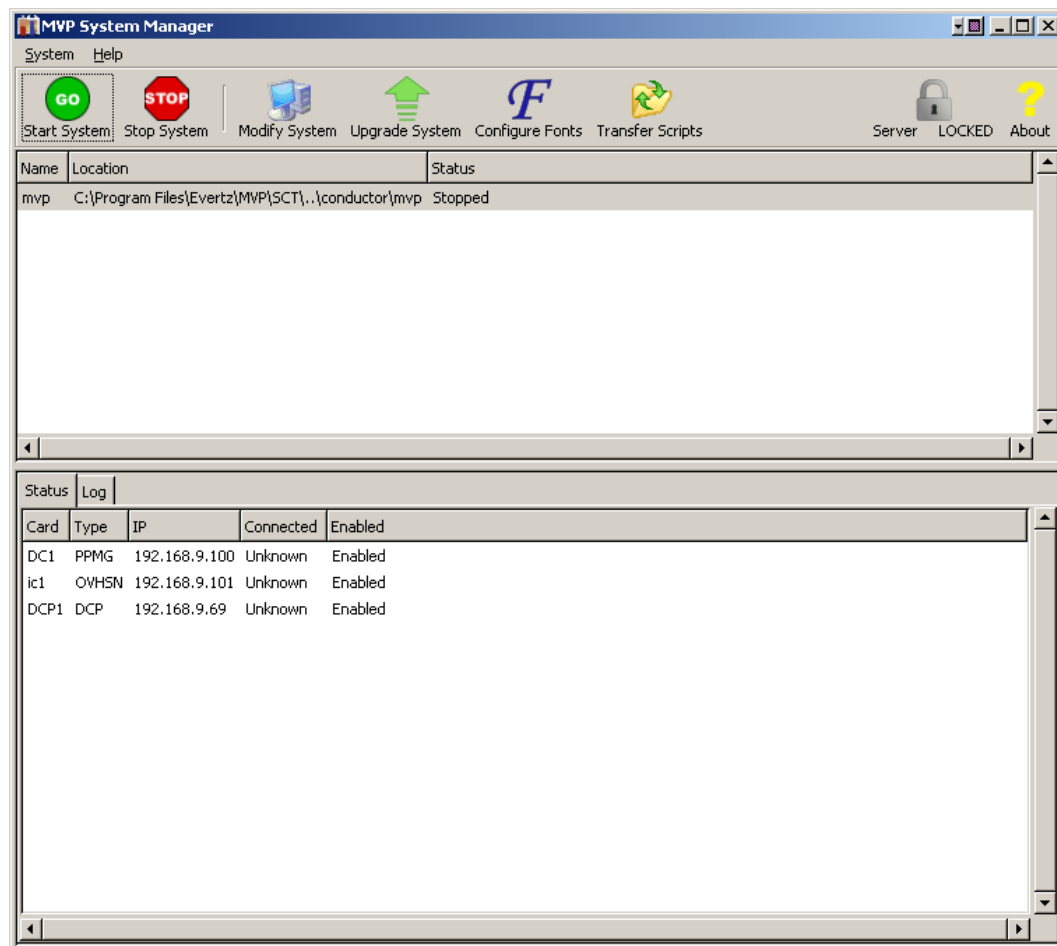 MVP System Manager
System Help
GO STOP F ?
Start System Stop System Modify System Upgrade System Configure Fonts Transfer Scripts Server LOCKED About
Name Location Status
mvp C:\Program Files\Evertz\MVP\SCT\..\conductor\mvp Stopped
Status Log
Card Type IP Connected Enabled
DC1 PPMG 192.168.9.100 Unknown Enabled
ic1 OVHSN 192.168.9.101 Unknown Enabled
DCP1 DCP 192.168.9.69 Unknown Enabled